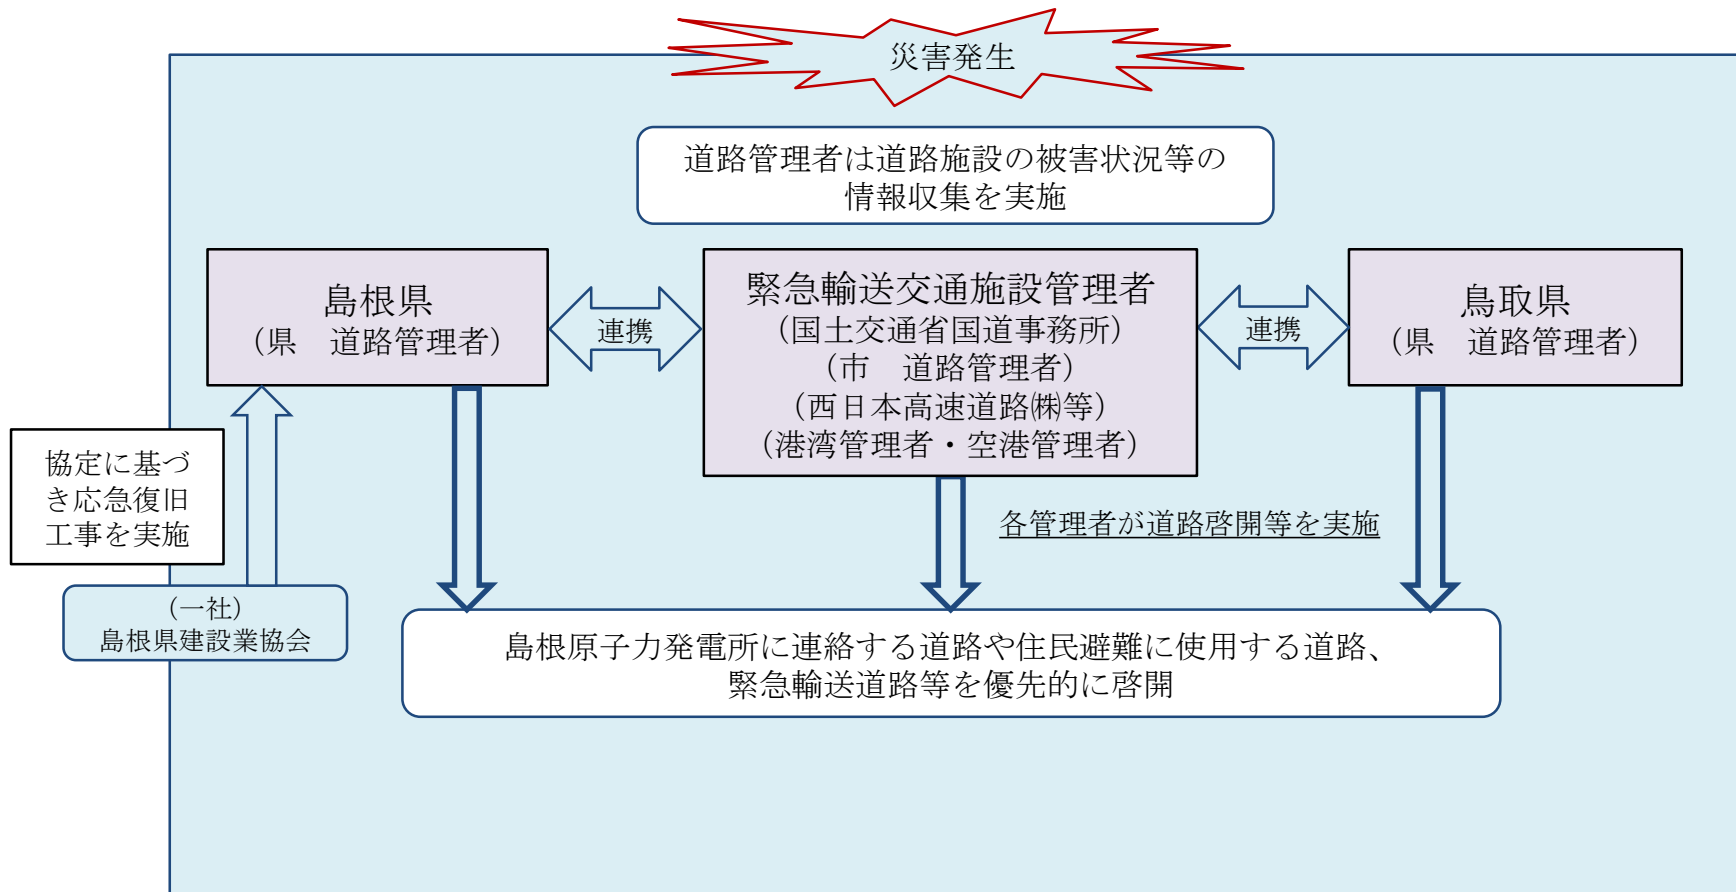 災害発生
道路管理者は道路施設の被害状況等の
情報収集を実施
島根県
（県　道路管理者）
連携
緊急輸送交通施設管理者
（国土交通省国道事務所）
（市　道路管理者）
（西日本高速道路㈱等）
（港湾管理者・空港管理者）
連携
鳥取県
（県　道路管理者）
協定に基づ
き応急復旧
工事を実施
各管理者が道路啓開等を実施
（一社）
島根県建設業協会
島根原子力発電所に連絡する道路や住民避難に使用する道路、
緊急輸送道路等を優先的に啓開